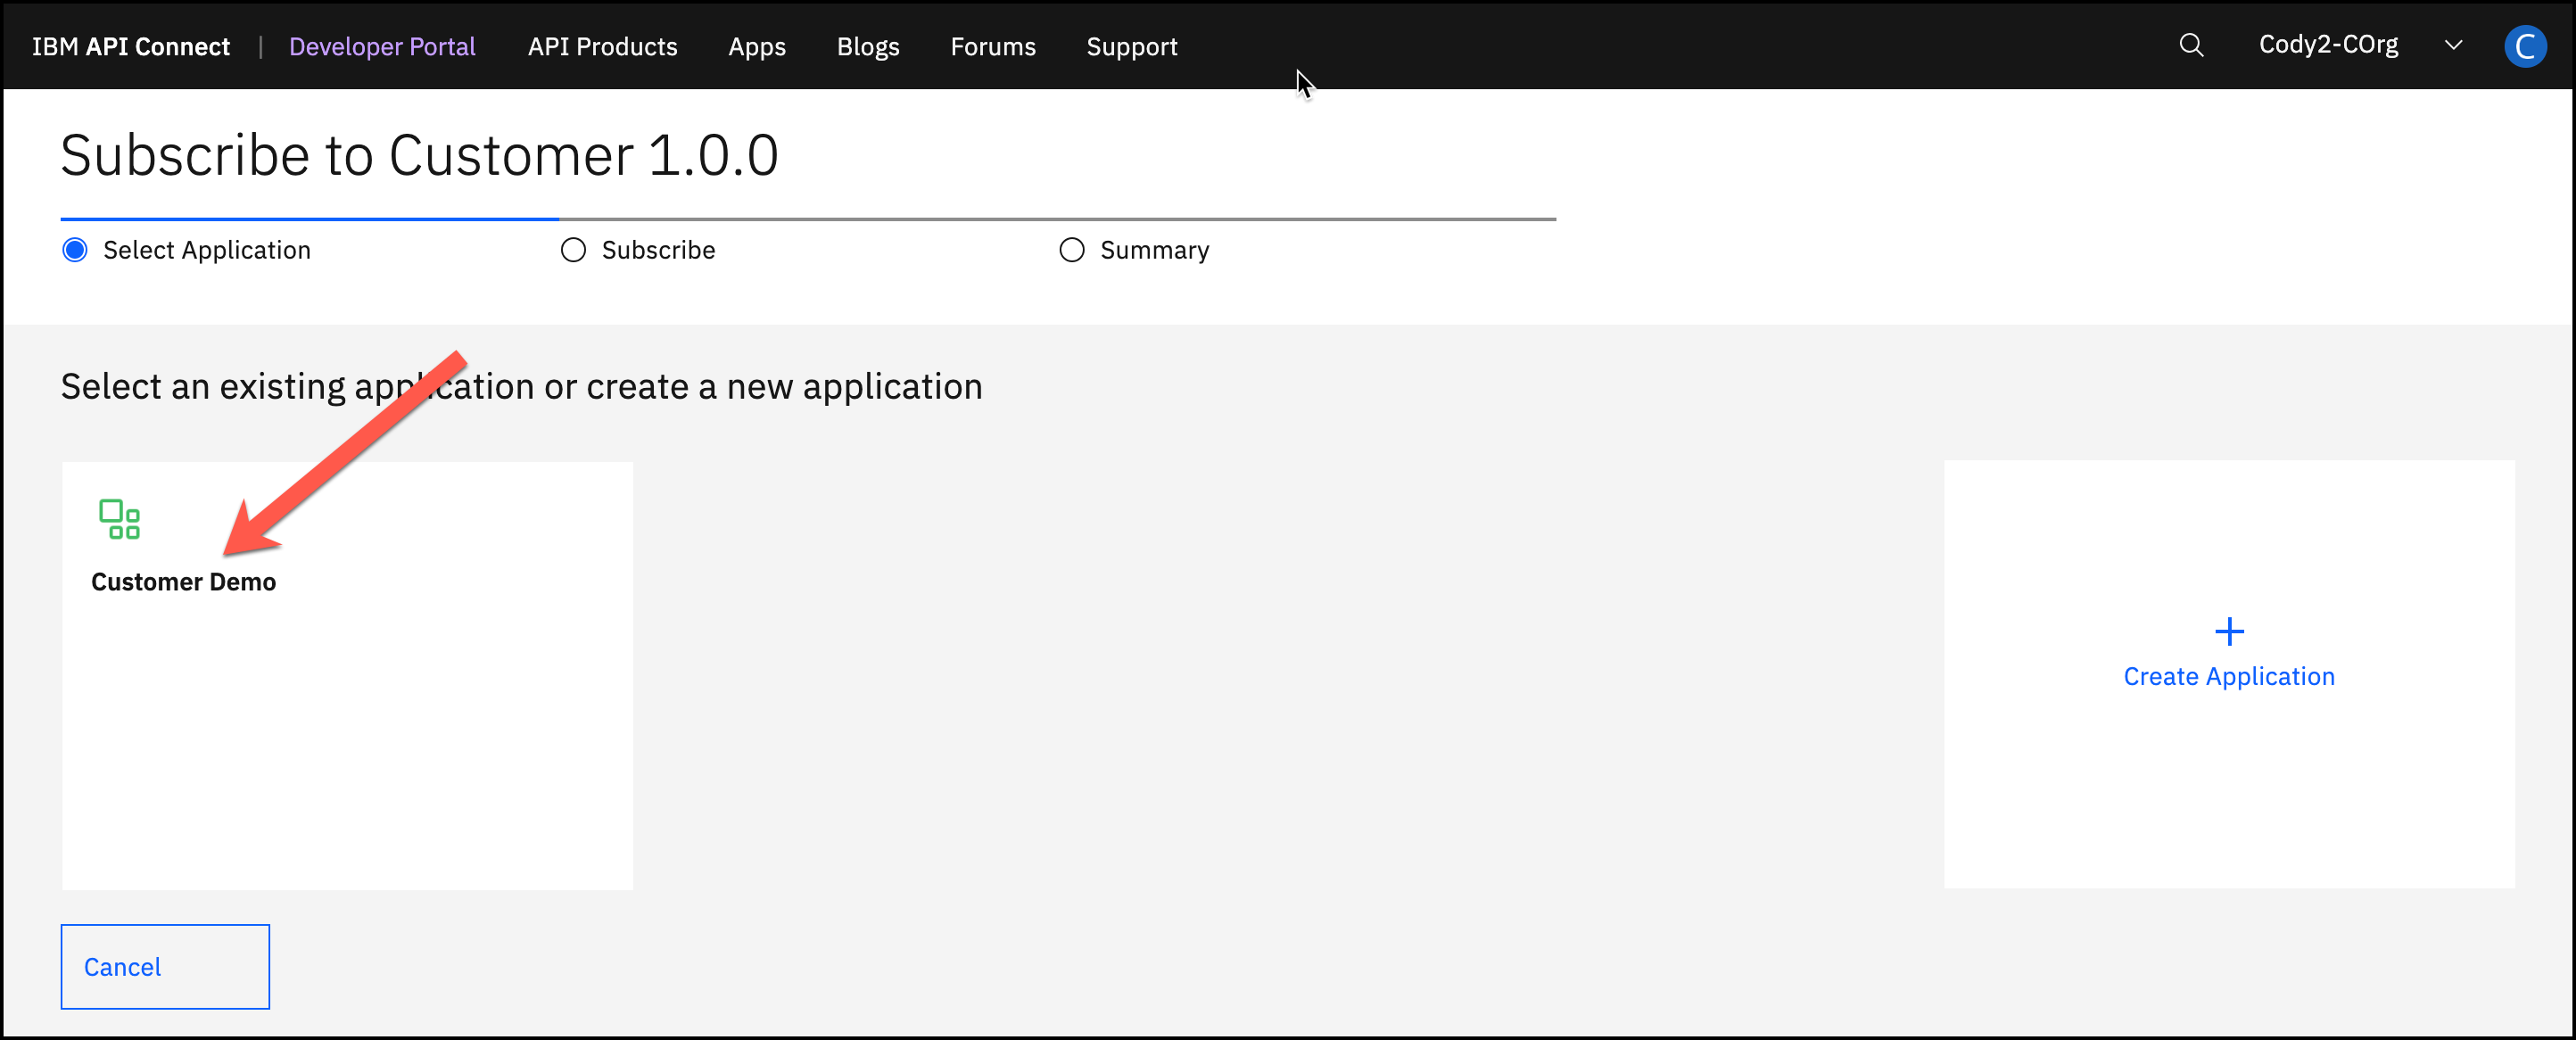 IBM API Connect | Developer Portal API Products Apps Blogs Forums Support Cody2-COrg C
Subscribe to Customer 1.0.0
Select Application Subscribe Summary
Select an existing application or create a new application
Customer Demo
Create Application
Cancel